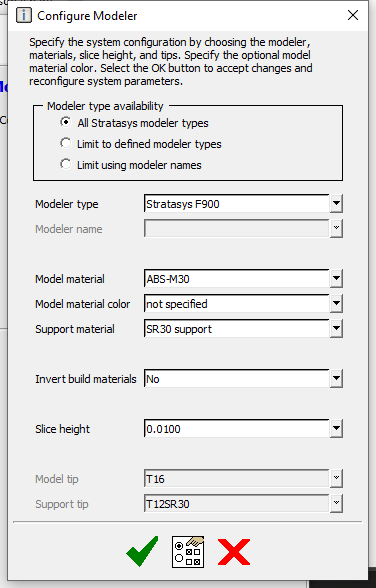 Configure Modeler
Specify the system configuration by choosing the modeler,
materials, slice height, and tips. Specify the optional model
material color. Select the OK button to accept changes and
reconfigure system parameters.
Modeler type availability
All Stratasys modeler types
Limit to defined modeler types
Limit using modeler names
Modeler type Stratasys F900
Modeler name
Model material ABS-M30
Model material color not specified
Support material SR30 support
Invert build materials No
Slice height 0.0100
Model tip T16
Support tip T12SR30